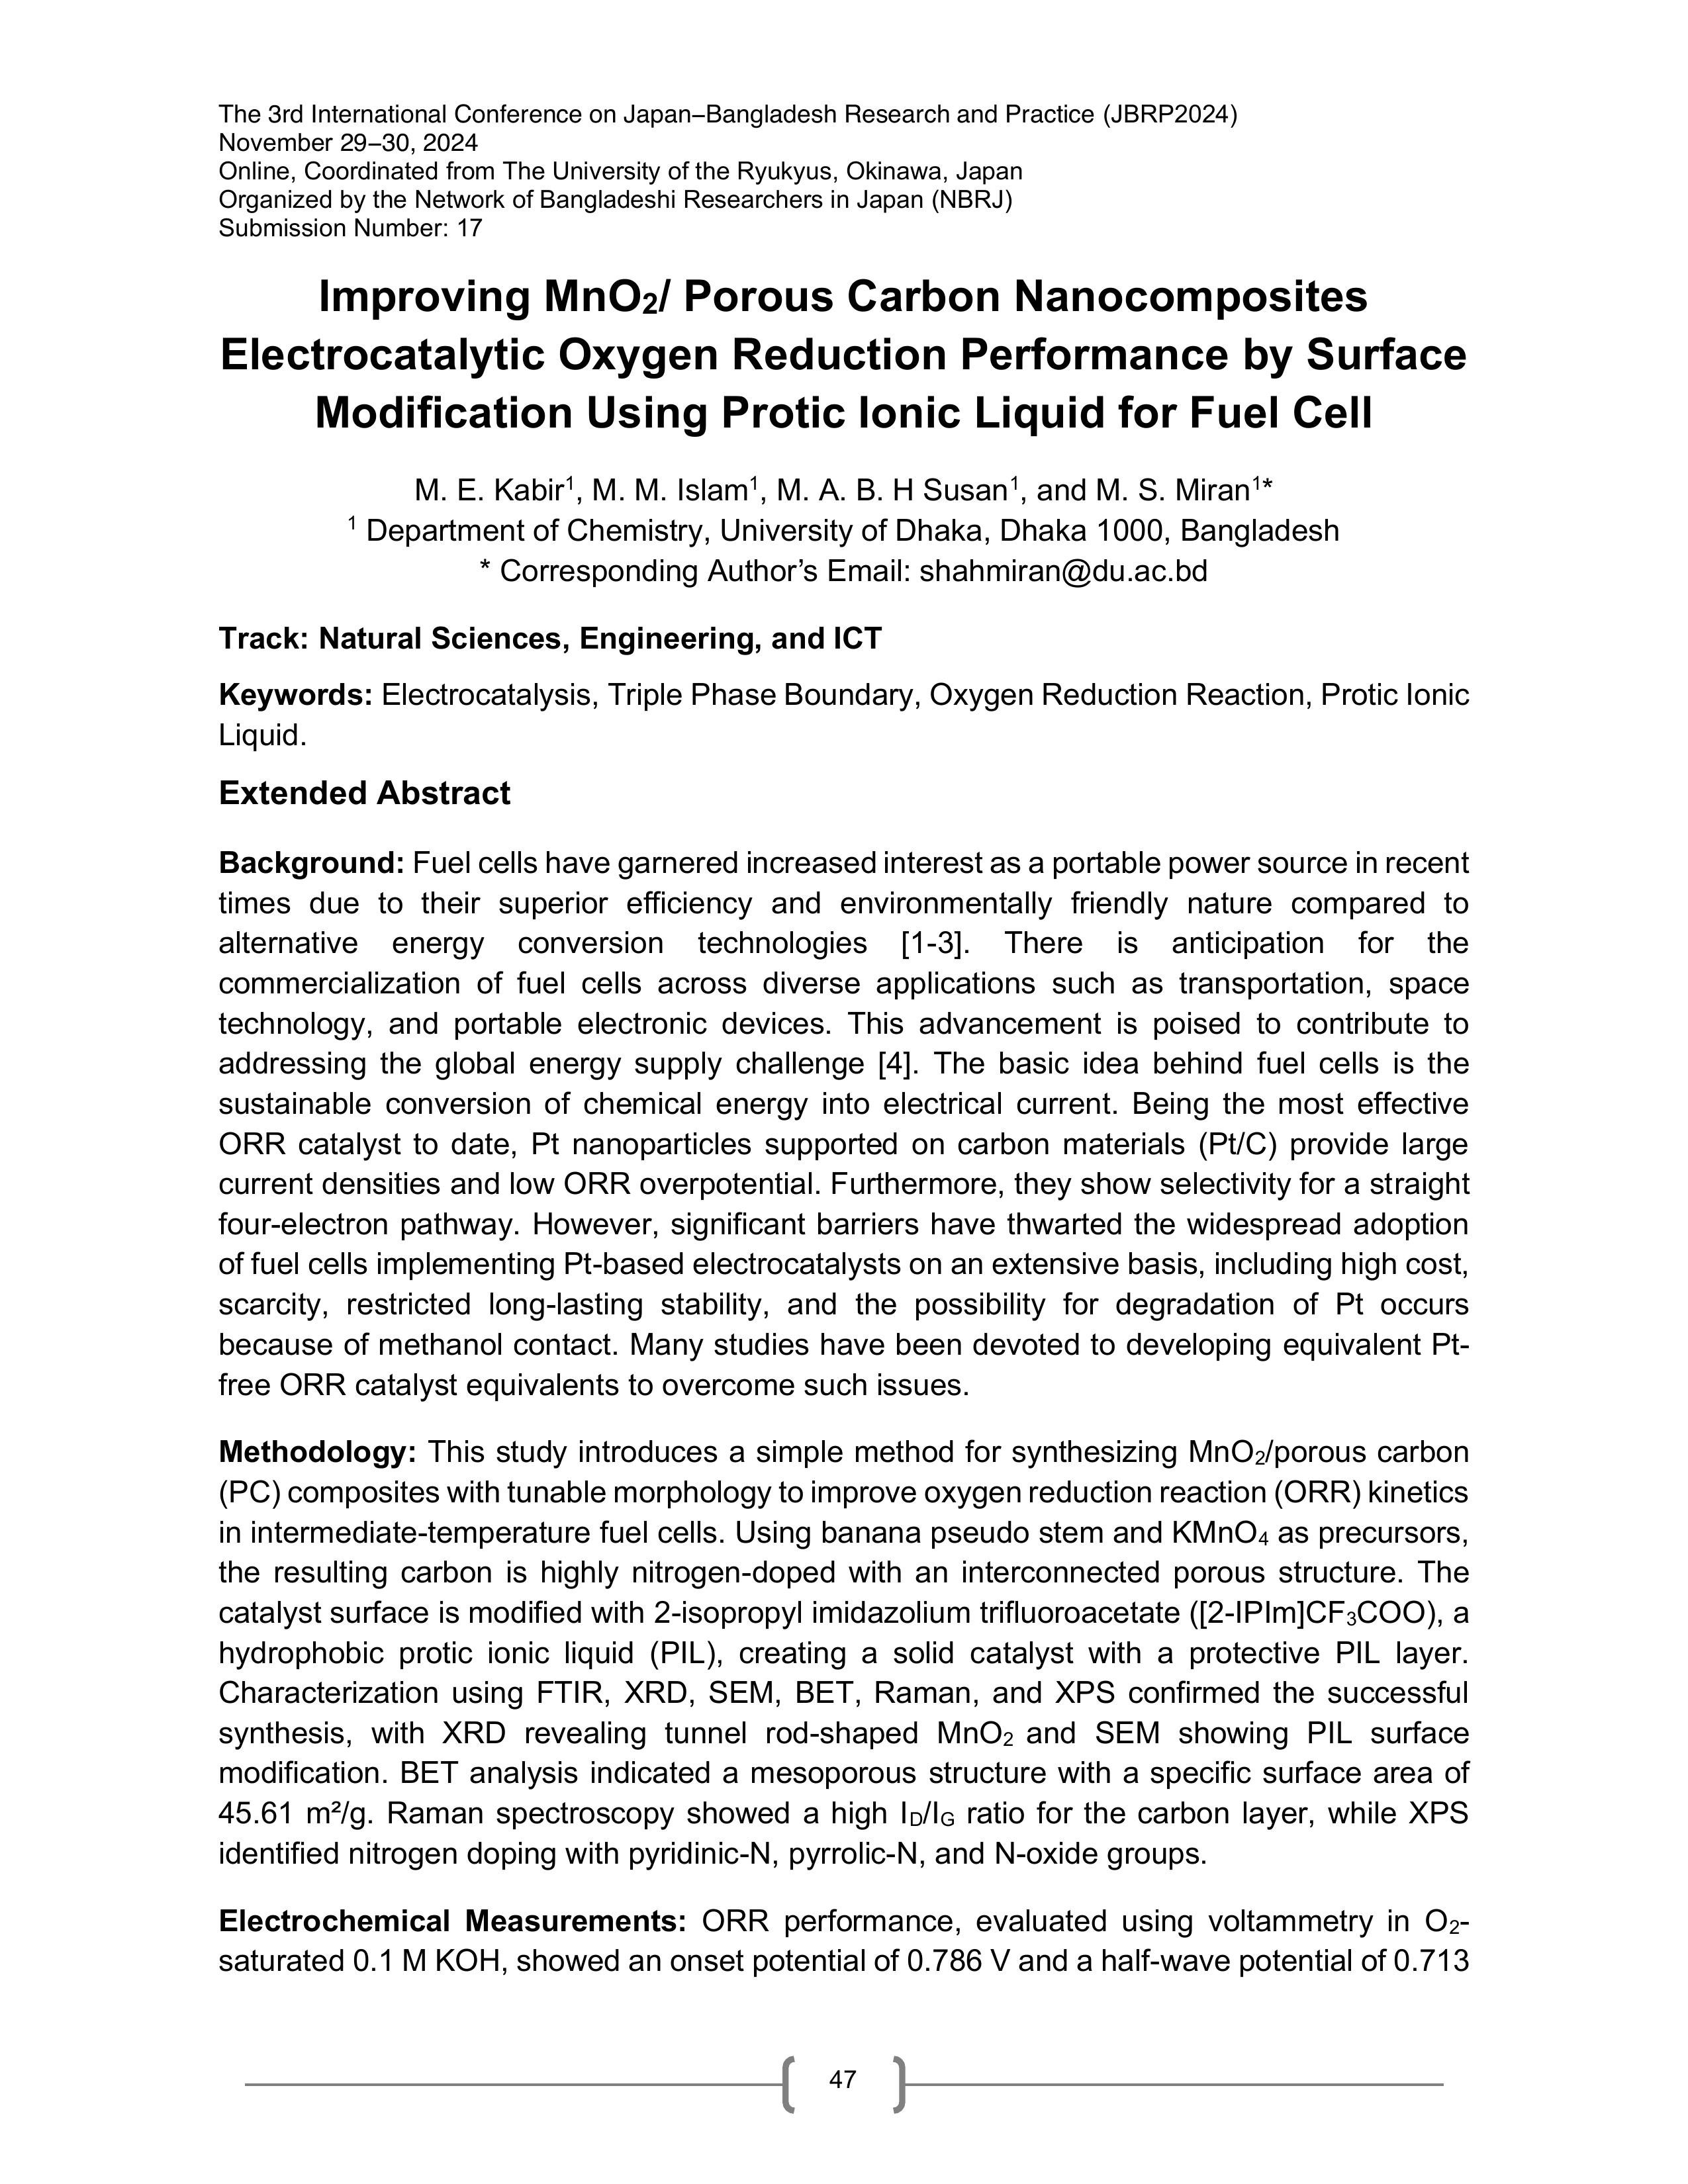 The 3rd International Conference on Japan–Bangladesh Research and Practice (JBRP2024)
November 29–30, 2024
Online, Coordinated from The University of the Ryukyus, Okinawa, Japan
Organized by the Network of Bangladeshi Researchers in Japan (NBRJ)
Submission Number: 17
Improving MnO₂/ Porous Carbon Nanocomposites
Electrocatalytic Oxygen Reduction Performance by Surface
Modification Using Protic Ionic Liquid for Fuel Cell
M. E. Kabir¹, M. M. Islam¹, M. A. B. H Susan¹, and M. S. Miran¹*
¹ Department of Chemistry, University of Dhaka, Dhaka 1000, Bangladesh
* Corresponding Author’s Email: shahmiran@du.ac.bd
Track: Natural Sciences, Engineering, and ICT
Keywords: Electrocatalysis, Triple Phase Boundary, Oxygen Reduction Reaction, Protic Ionic
Liquid.
Extended Abstract
Background: Fuel cells have garnered increased interest as a portable power source in recent
times due to their superior efficiency and environmentally friendly nature compared to
alternative energy conversion technologies [1-3]. There is anticipation for the
commercialization of fuel cells across diverse applications such as transportation, space
technology, and portable electronic devices. This advancement is poised to contribute to
addressing the global energy supply challenge [4]. The basic idea behind fuel cells is the
sustainable conversion of chemical energy into electrical current. Being the most effective
ORR catalyst to date, Pt nanoparticles supported on carbon materials (Pt/C) provide large
current densities and low ORR overpotential. Furthermore, they show selectivity for a straight
four-electron pathway. However, significant barriers have thwarted the widespread adoption
of fuel cells implementing Pt-based electrocatalysts on an extensive basis, including high cost,
scarcity, restricted long-lasting stability, and the possibility for degradation of Pt occurs
because of methanol contact. Many studies have been devoted to developing equivalent Pt-
free ORR catalyst equivalents to overcome such issues.
Methodology: This study introduces a simple method for synthesizing MnO₂/porous carbon
(PC) composites with tunable morphology to improve oxygen reduction reaction (ORR) kinetics
in intermediate-temperature fuel cells. Using banana pseudo stem and KMnO₄ as precursors,
the resulting carbon is highly nitrogen-doped with an interconnected porous structure. The
catalyst surface is modified with 2-isopropyl imidazolium trifluoroacetate ([2-IPIm]CF₃COO), a
hydrophobic protic ionic liquid (PIL), creating a solid catalyst with a protective PIL layer.
Characterization using FTIR, XRD, SEM, BET, Raman, and XPS confirmed the successful
synthesis, with XRD revealing tunnel rod-shaped MnO₂ and SEM showing PIL surface
modification. BET analysis indicated a mesoporous structure with a specific surface area of
45.61 m²/g. Raman spectroscopy showed a high I<sub>D</sub>/I<sub>G</sub> ratio for the carbon layer, while XPS
identified nitrogen doping with pyridinic-N, pyrrolic-N, and N-oxide groups.
Electrochemical Measurements: ORR performance, evaluated using voltammetry in O₂-
saturated 0.1 M KOH, showed an onset potential of 0.786 V and a half-wave potential of 0.713
47